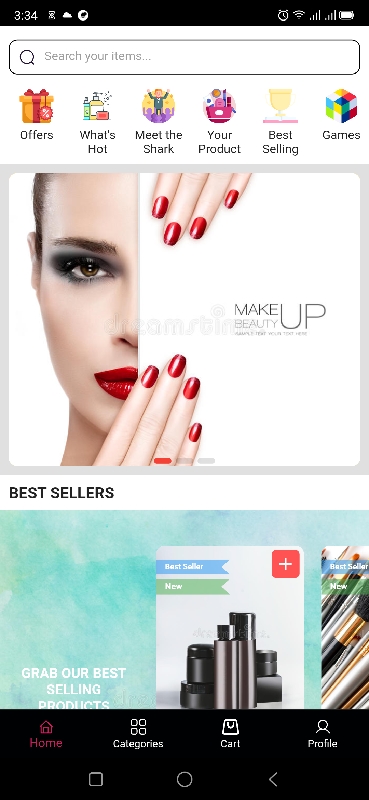 3:34
Search your items...
Offers
What's
Hot
Meet the
Shark
Your
Product
Best
Selling
Games
dreamstime
MAKE UP
BEAUTY
SAMPLE TEXT YOUR TEXT HERE
BEST SELLERS
Best Seller
New
Best Seller
New
GRAB OUR BEST
SELLING
PRODUCTS
Home
Categories
Cart
Profile